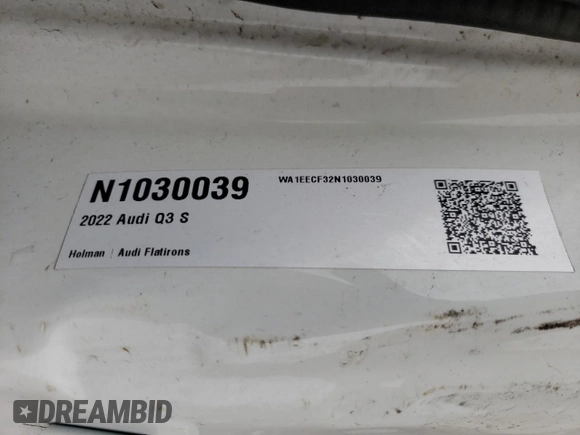 N1030039
WA1EECF32N1030039
2022 Audi Q3 S
Holman | Audi Flatirons
DREAMBID